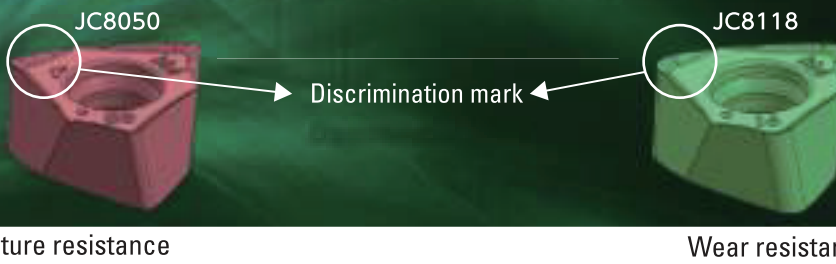 JC8050
JC8118
Discrimination mark
ture resistance
Wear resistan